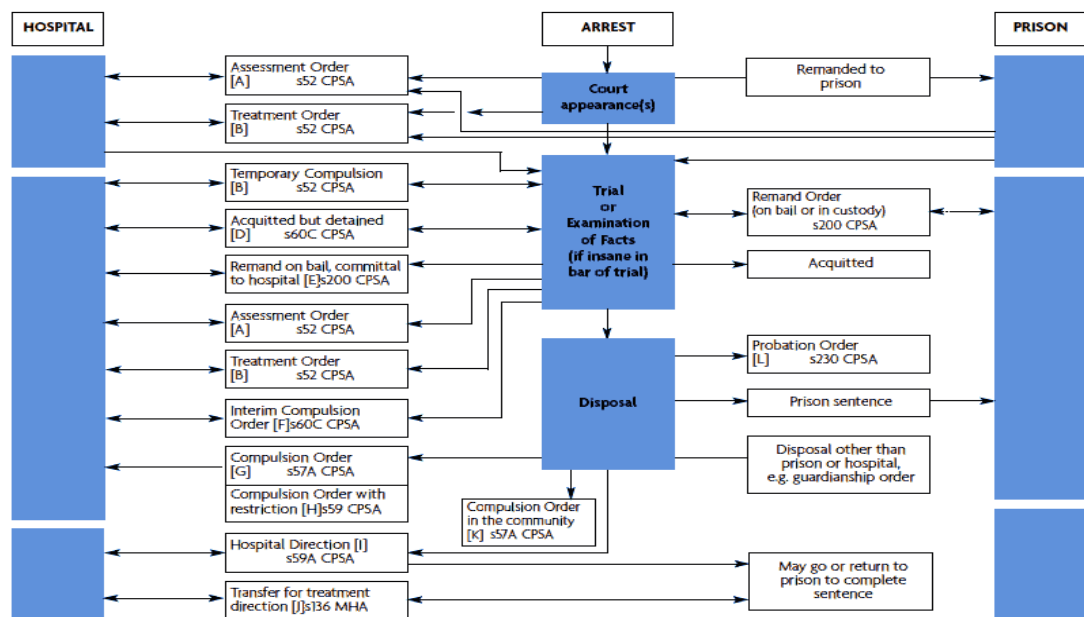 HOSPITAL
ARREST
PRISON
Assessment Order
[A] s52 CPSA
Court
appearance(s)
Remanded to
prison
Treatment Order
[B] s52 CPSA
Temporary Compulsion
[B] s52 CPSA
Trial
or
Examination
of Facts
(if insane in
bar of trial)
Remand Order
(on bail or in custody)
s200 CPSA
Acquitted but detained
[D] s60C CPSA
Remand on bail, committal
to hospital [E]s200 CPSA
Acquitted
Assessment Order
[A] s52 CPSA
Treatment Order
[B] s52 CPSA
Disposal
Probation Order
[L] s230 CPSA
Interim Compulsion
Order [F]s60C CPSA
Prison sentence
Compulsion Order
[G] s57A CPSA
Compulsion Order with
restriction [H]s59 CPSA
Disposal other than
prison or hospital,
e.g. guardianship order
Compulsion Order
in the community
[K] s57A CPSA
Hospital Direction [I]
s59A CPSA
May go or return to
prison to complete
sentence
Transfer for treatment
direction [J]s136 MHA